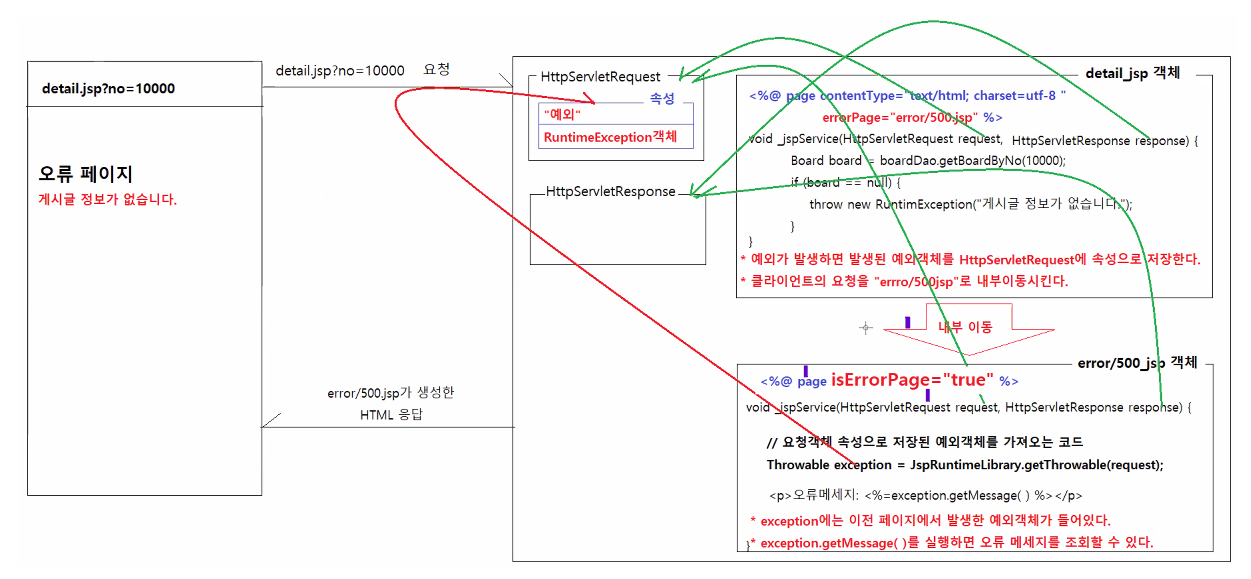 detail.jsp?no=10000
오류 페이지
게시글 정보가 없습니다.
detail.jsp?no=10000 요청
error/500.jsp가 생성한
HTML 응답
HttpServletRequest
속성
"예외"
RuntimeException객체
HttpServletResponse
detail_jsp 객체
<%@ page contentType="text/html; charset=utf-8 "
errorPage="error/500.jsp" %>
void _jspService(HttpServletRequest request, HttpServletResponse response) {
Board board = boardDao.getBoardByNo(10000);
if (board == null) {
throw new RuntimException("게시글 정보가 없습니다.");
}
}
* 예외가 발생하면 발생된 예외객체를 HttpServletRequest에 속성으로 저장한다.
* 클라이언트의 요청을 "errro/500jsp"로 내부이동시킨다.
내부 이동
error/500_jsp 객체
<%@ page isErrorPage="true" %>
void _jspService(HttpServletRequest request, HttpServletResponse response) {
// 요청객체 속성으로 저장된 예외객체를 가져오는 코드
Throwable exception = JspRuntimeLibrary.getThrowable(request);
<p>오류메세지: <%=exception.getMessage( ) %></p>
* exception에는 이전 페이지에서 발생한 예외객체가 들어있다.
}* exception.getMessage( )를 실행하면 오류 메세지를 조회할 수 있다.